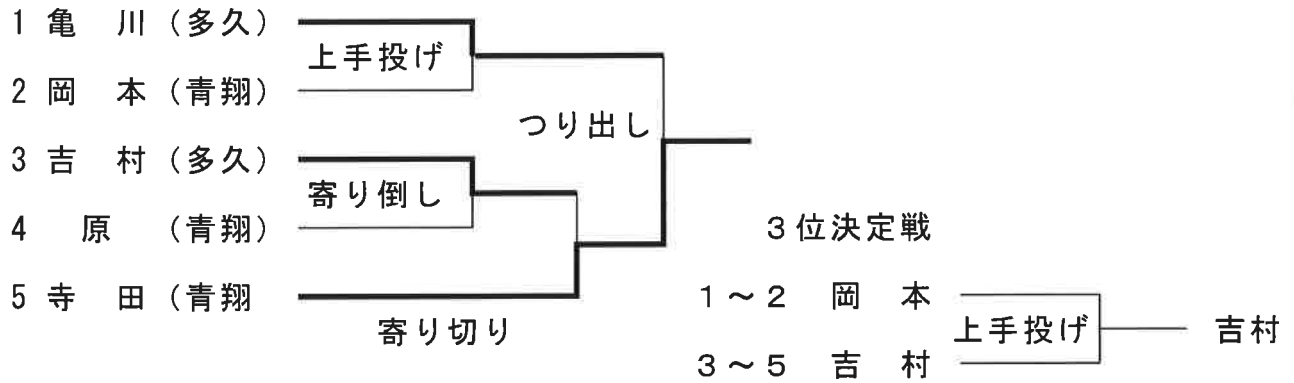 1 亀　川（多久）
上手投げ
2 岡　本（青翔）
つり出し
3 吉　村（多久）
寄り倒し
4　原　（青翔）
3位決定戦
5 寺　田（青翔
1～2　岡　本
寄り切り
上手投げ　吉村
3～5　吉　村